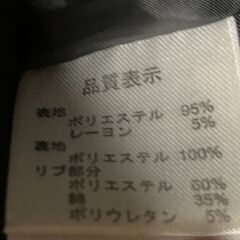 品質表示
表地
ポリエステル 95%
レーヨン 5%
裏地
ポリエステル 100%
リブ部分
ポリエステル 60%
綿 35%
ポリウレタン 5%